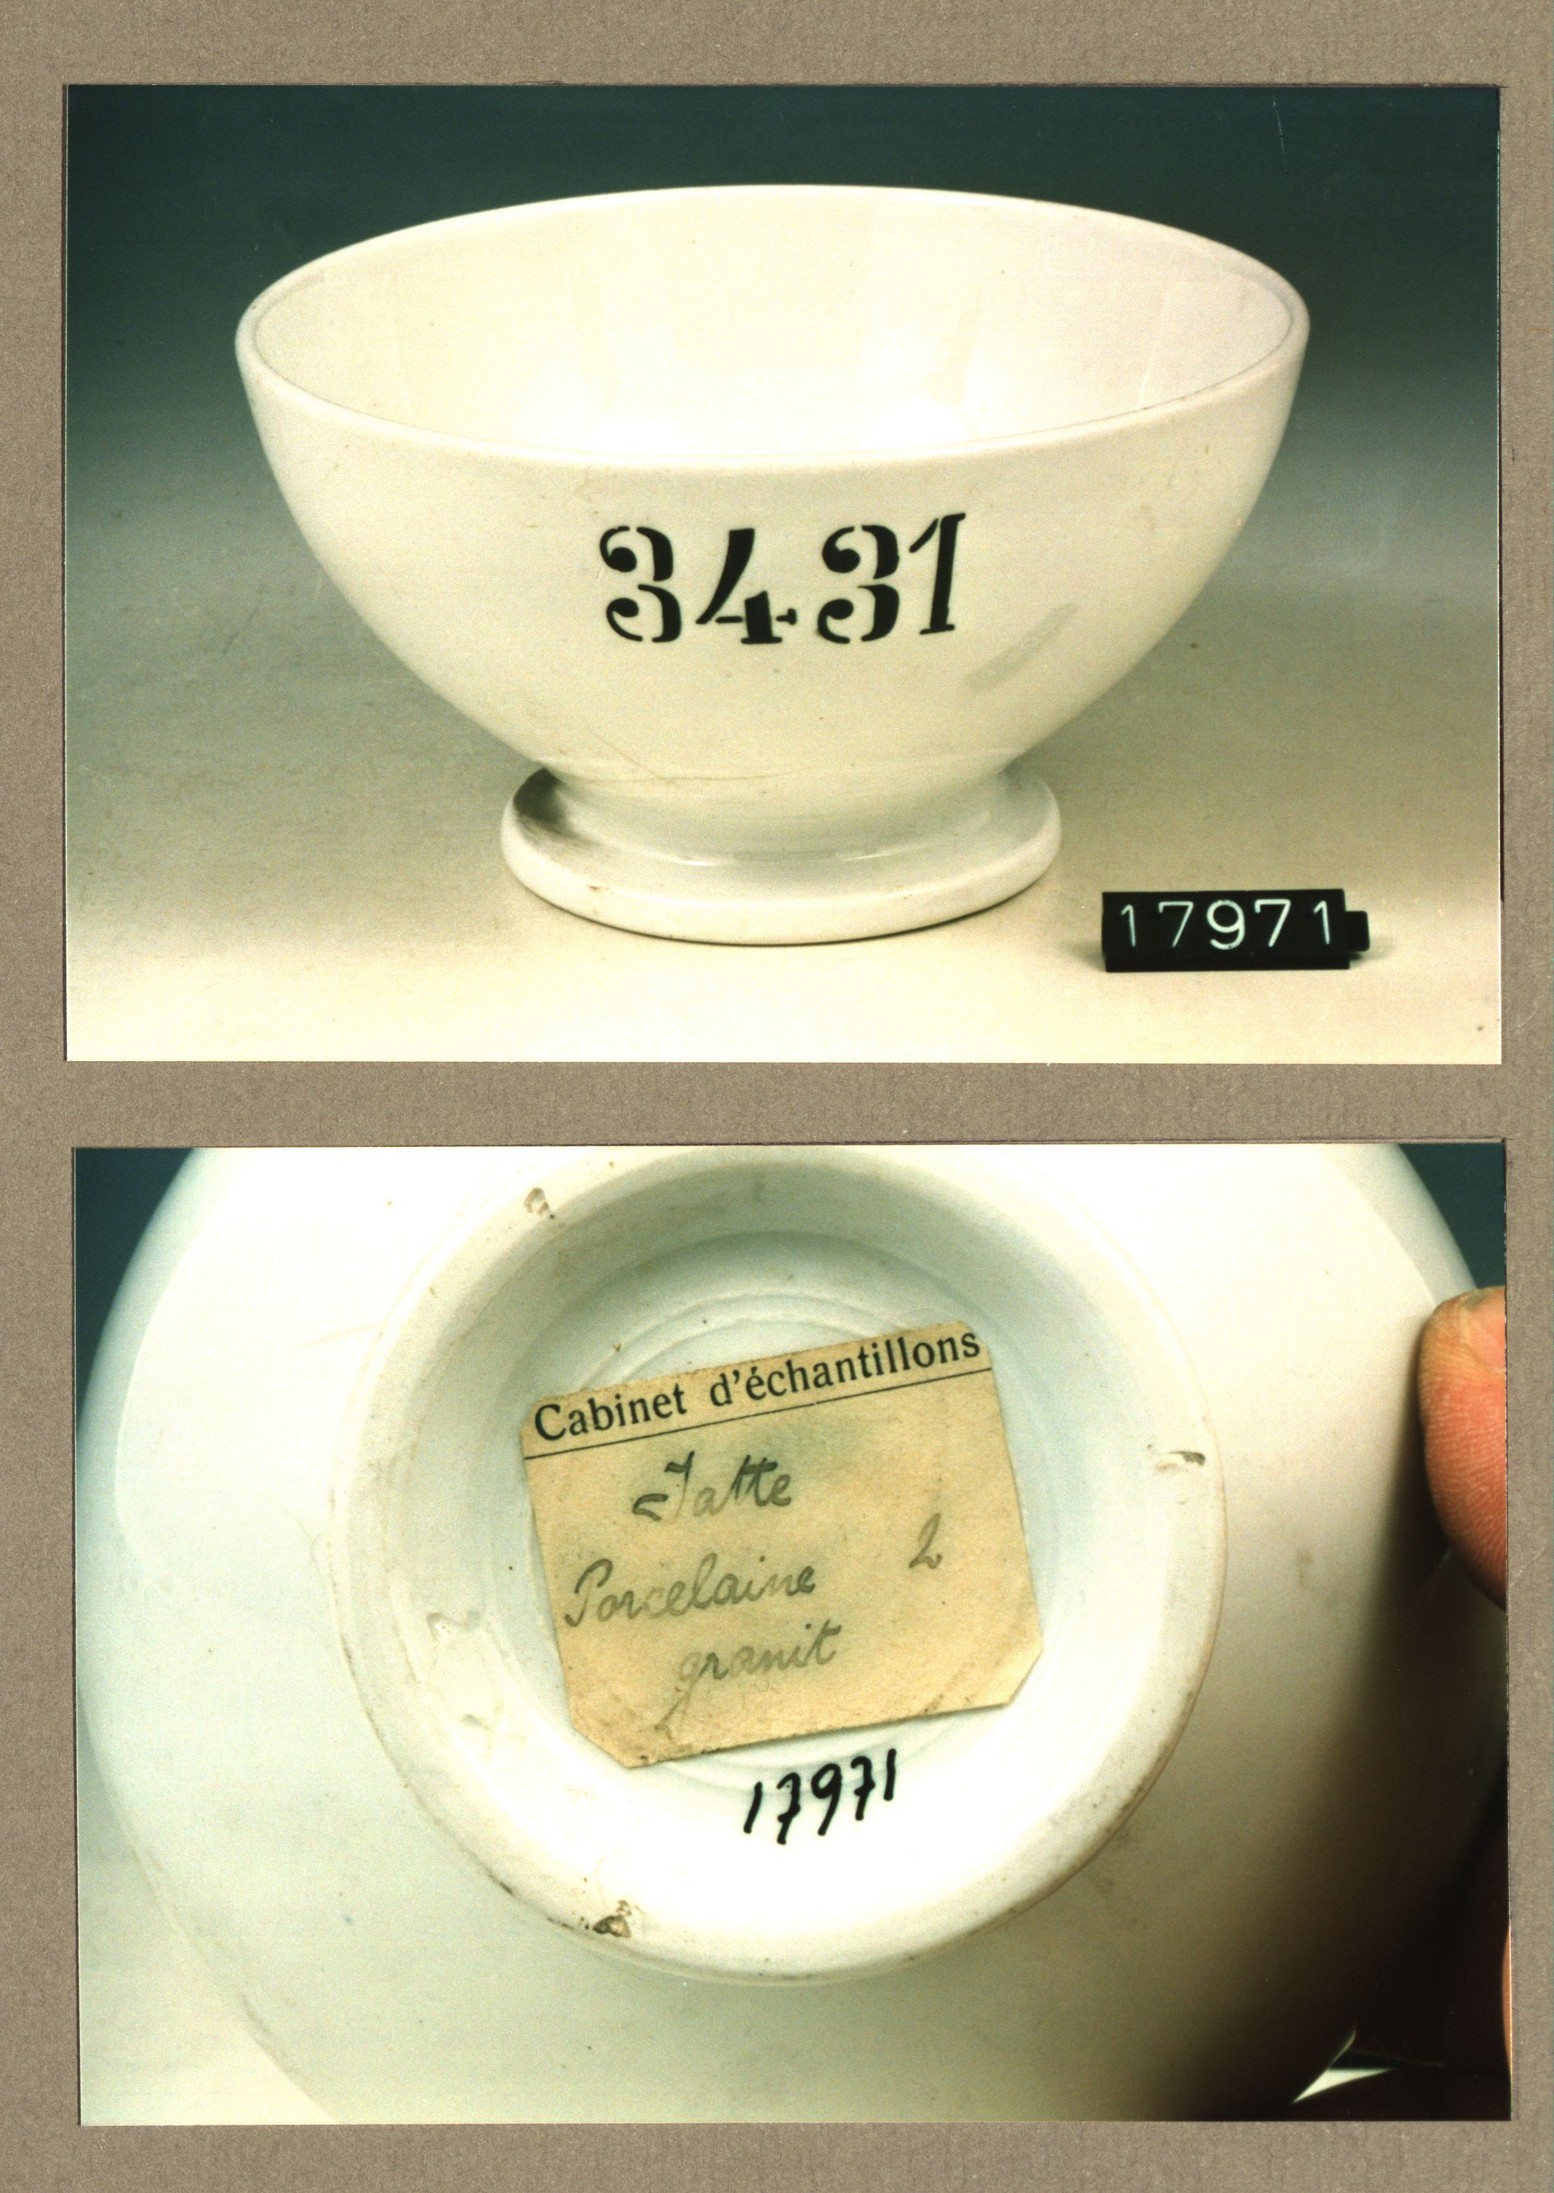 3431
17971
Cabinet d'échantillons
Jatte
Porcelaine 2
granit
17971